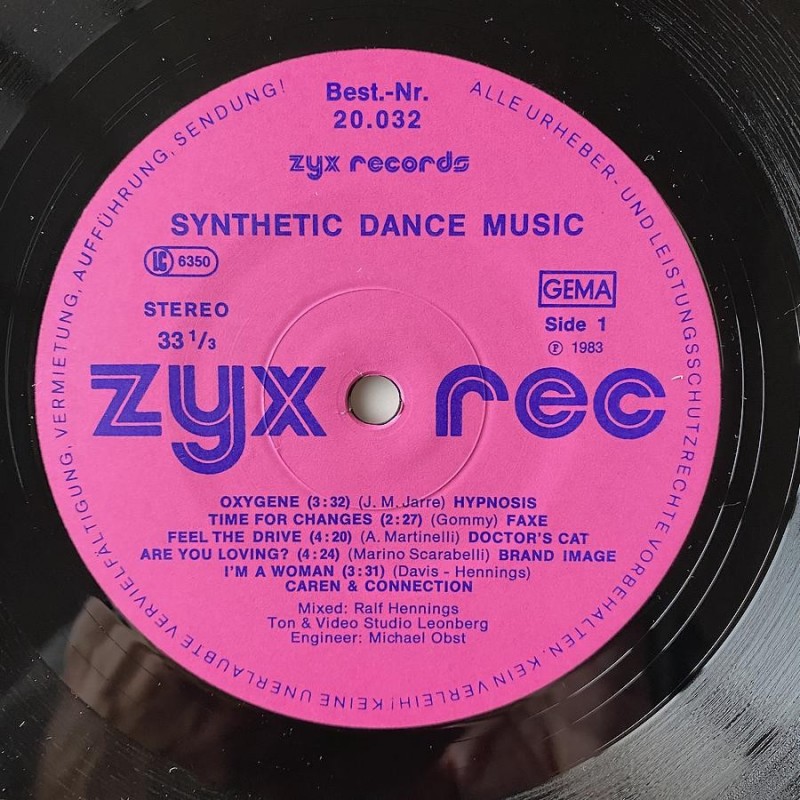 Best.-Nr.
20.032
zyx records
SYNTHETIC DANCE MUSIC
LC 6350
GEMA
STEREO
33 1/3
Side 1
℗ 1983
zyx rec
OXYGENE (3:32) (J. M. Jarre) HYPNOSIS
TIME FOR CHANGES (2:27) (Gommy) FAXE
FEEL THE DRIVE (4:20) (A. Martinelli) DOCTOR'S CAT
ARE YOU LOVING? (4:24) (Marino Scarabelli) BRAND IMAGE
I'M A WOMAN (3:31) (Davis - Hennings)
CAREN & CONNECTION
Mixed: Ralf Hennings
Ton & Video Studio Leonberg
Engineer: Michael Obst
ALLE URHEBER- UND LEISTUNGSSCHUTZRECHTE VORBEHALTEN. KEIN VERLEIH! KEINE UNERLAUBTE VERVIELFÄLTIGUNG, VERMIETUNG, AUFFÜHRUNG, SENDUNG!